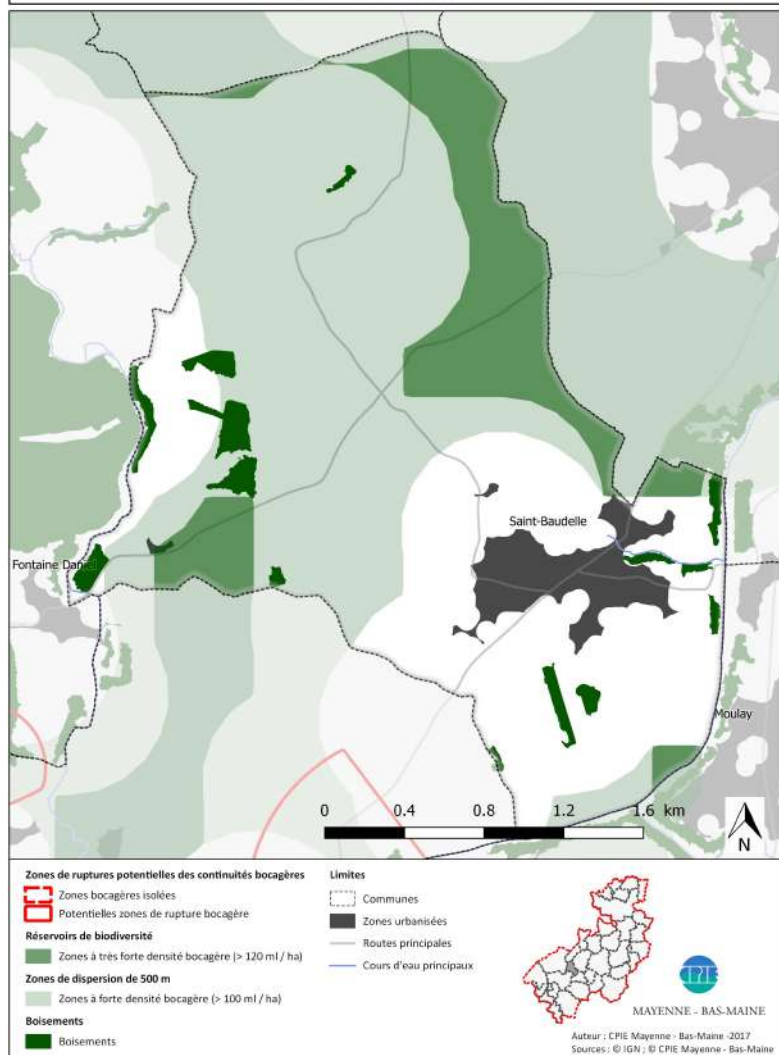 Saint-Baudelle
Fontaine Daniel
Moulay
0 0.4 0.8 1.2 1.6 km
N
Zones de ruptures potentielles des continuités bocagères
Zones bocagères isolées
Potentielles zones de rupture bocagère
Réservoirs de biodiversité
Zones à très forte densité bocagère (> 120 ml / ha)
Zones de dispersion de 500 m
Zones à forte densité bocagère (> 100 ml / ha)
Boisements
Boisements
Limites
Communes
Zones urbanisées
Routes principales
Cours d'eau principaux
CPIE
MAYENNE - BAS-MAINE
Auteur : CPIE Mayenne - Bas-Maine -2017
Sources : © IGN ; © CPIE Mayenne - Bas-Maine